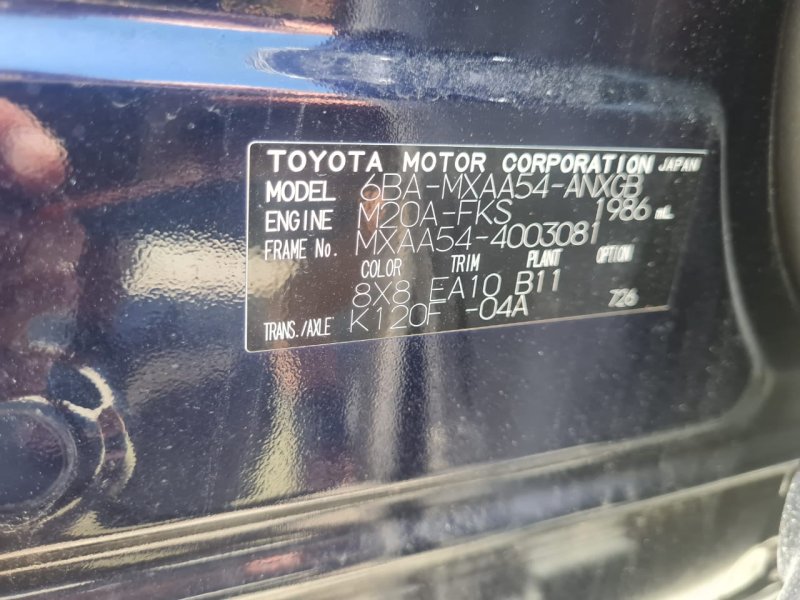 TOYOTA MOTOR CORPORATION JAPAN
MODEL 6BA-MXAA54-ANXGB
ENGINE M20A-FKS 1986 mL
FRAME No. MXAA54-4003081
COLOR TRIM PLANT OPTION
8X8 EA10 B11 726
TRANS./AXLE K120F -04A